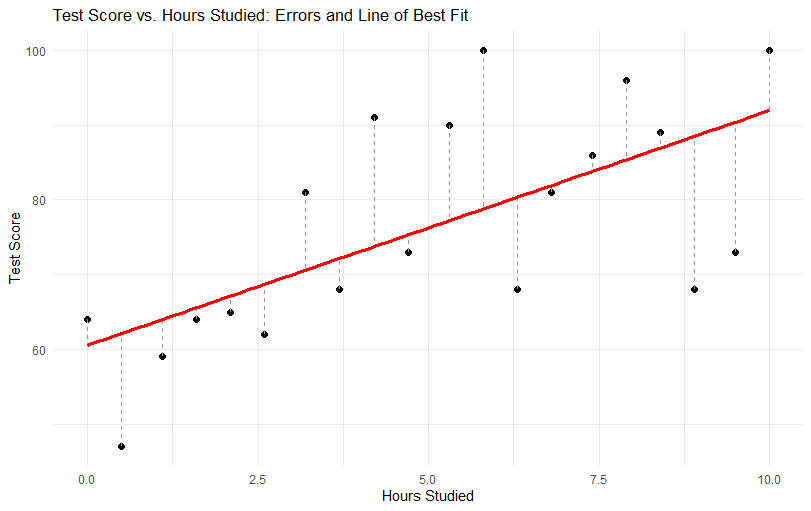 Test Score vs. Hours Studied: Errors and Line of Best Fit
100
80
60
Test Score
0.0 2.5 5.0 7.5 10.0
Hours Studied